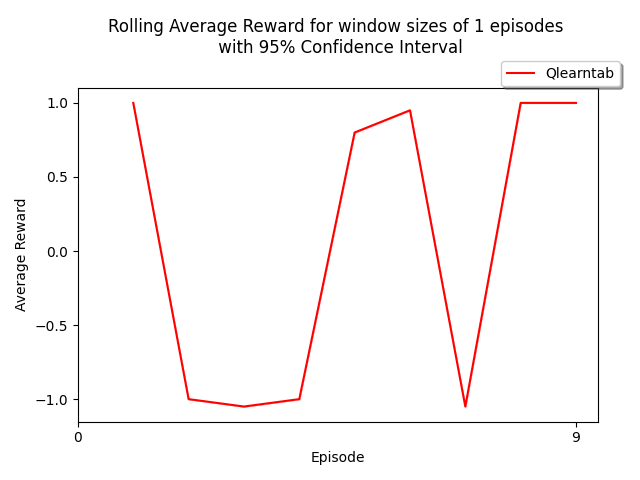 Rolling Average Reward for window sizes of 1 episodes
with 95% Confidence Interval
Qlearntab
1.0
0.5
0.0
−0.5
−1.0
Average Reward
0
9
Episode